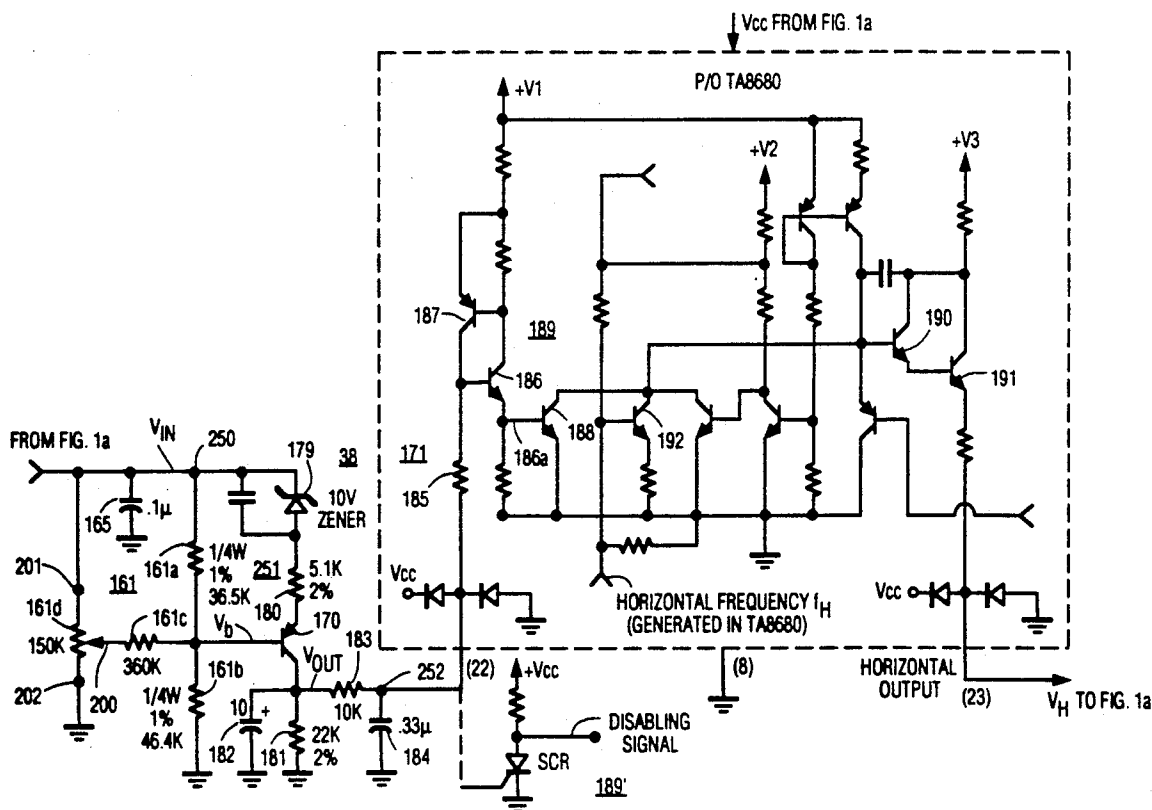 Vcc FROM FIG. 1a
P/O TA8680
+V1
+V2
+V3
187
189
186
190
191
188
192
186a
FROM FIG. 1a
VIN
250
179
38
171
185
10V
ZENER
165
.1µ
201
161
161a
1/4W
1%
36.5K
251
5.1K
2%
180
161d
161c
Vb
170
183
150K
360K
VOUT
252
(22)
200
161b
1/4W
1%
46.4K
10
+
182
181
22K
2%
10K
.33µ
184
202
Vcc
HORIZONTAL FREQUENCY fH
(GENERATED IN TA8680)
Vcc
+Vcc
(8)
HORIZONTAL
OUTPUT
(23)
VH TO FIG. 1a
DISABLING
SIGNAL
SCR
189'